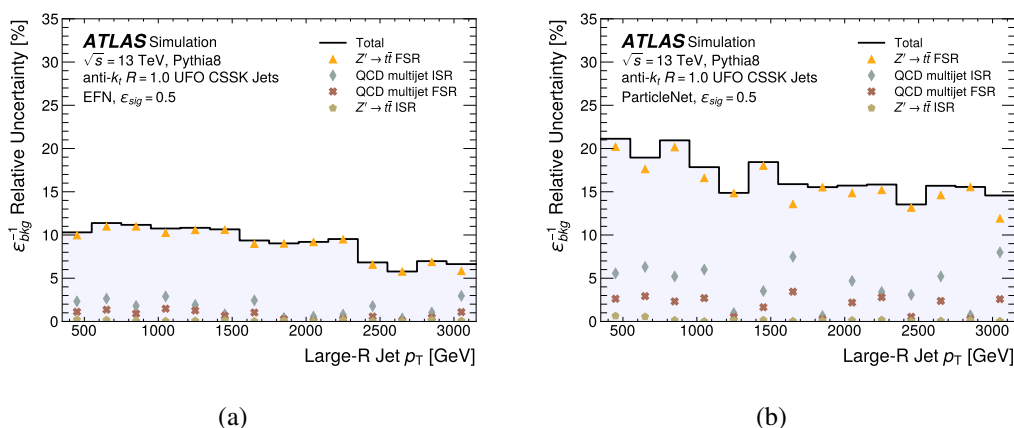 ATLAS Simulation
√s = 13 TeV, Pythia8
anti-kt R = 1.0 UFO CSSK Jets
EFN, εsig = 0.5
Total
Z′ → tt̄ FSR
QCD multijet ISR
QCD multijet FSR
Z′ → tt̄ ISR
ε⁻¹bkg Relative Uncertainty [%]
35
30
25
20
15
10
5
0
500 1000 1500 2000 2500 3000
Large-R Jet pT [GeV]
(a)
ATLAS Simulation
√s = 13 TeV, Pythia8
anti-kt R = 1.0 UFO CSSK Jets
ParticleNet, εsig = 0.5
Total
Z′ → tt̄ FSR
QCD multijet ISR
QCD multijet FSR
Z′ → tt̄ ISR
ε⁻¹bkg Relative Uncertainty [%]
35
30
25
20
15
10
5
0
500 1000 1500 2000 2500 3000
Large-R Jet pT [GeV]
(b)